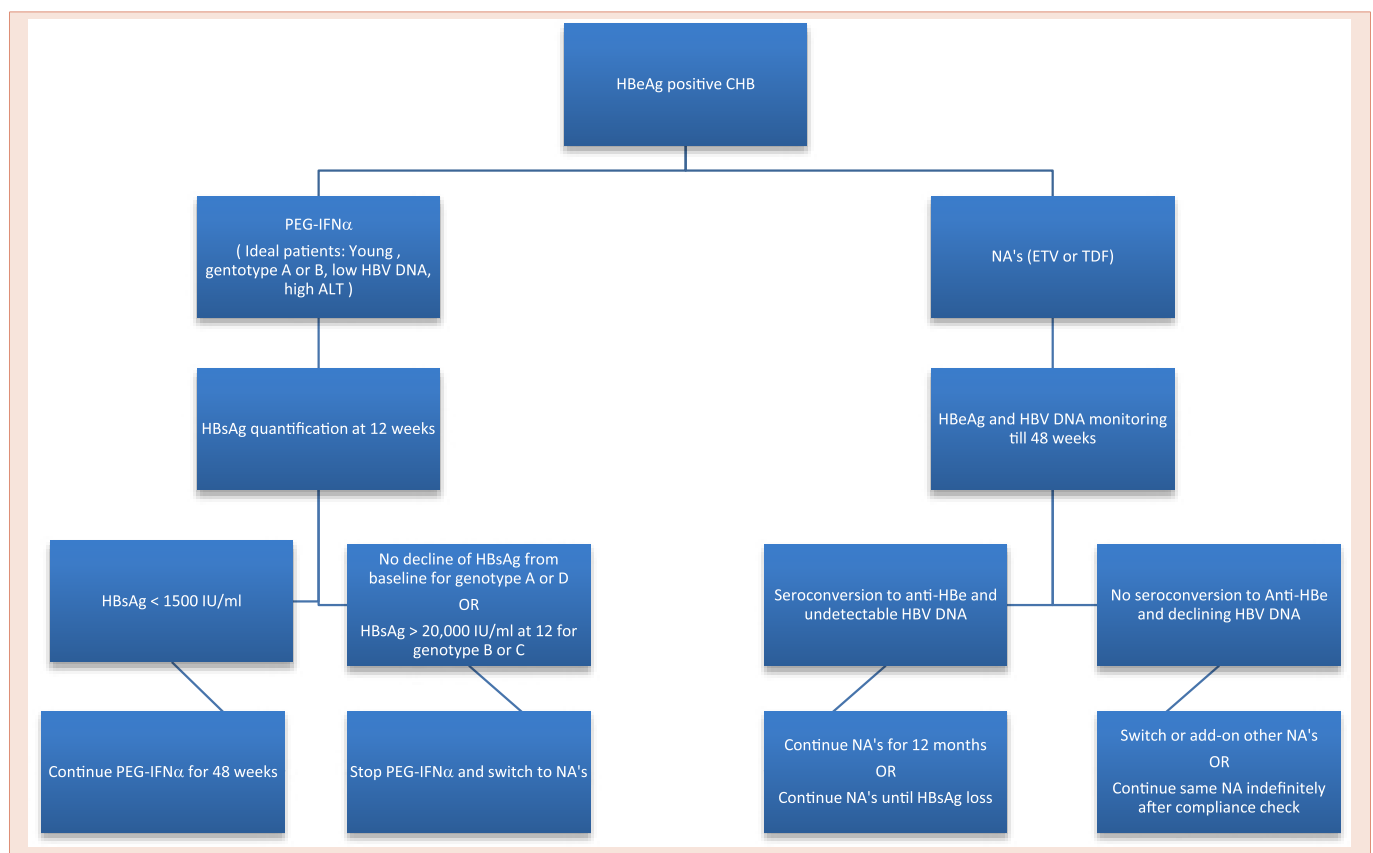 HBeAg positive CHB
PEG-IFNα
( Ideal patients: Young ,
gentotype A or B, low HBV DNA,
high ALT )
NA's (ETV or TDF)
HBsAg quantification at 12 weeks
HBeAg and HBV DNA monitoring
till 48 weeks
HBsAg < 1500 IU/ml
No decline of HBsAg from
baseline for genotype A or D
OR
HBsAg > 20,000 IU/ml at 12 for
genotype B or C
Seroconversion to anti-HBe and
undetectable HBV DNA
No seroconversion to Anti-HBe
and declining HBV DNA
Continue PEG-IFNα for 48 weeks
Stop PEG-IFNα and switch to NA's
Continue NA's for 12 months
OR
Continue NA's until HBsAg loss
Switch or add-on other NA's
OR
Continue same NA indefinitely
after compliance check